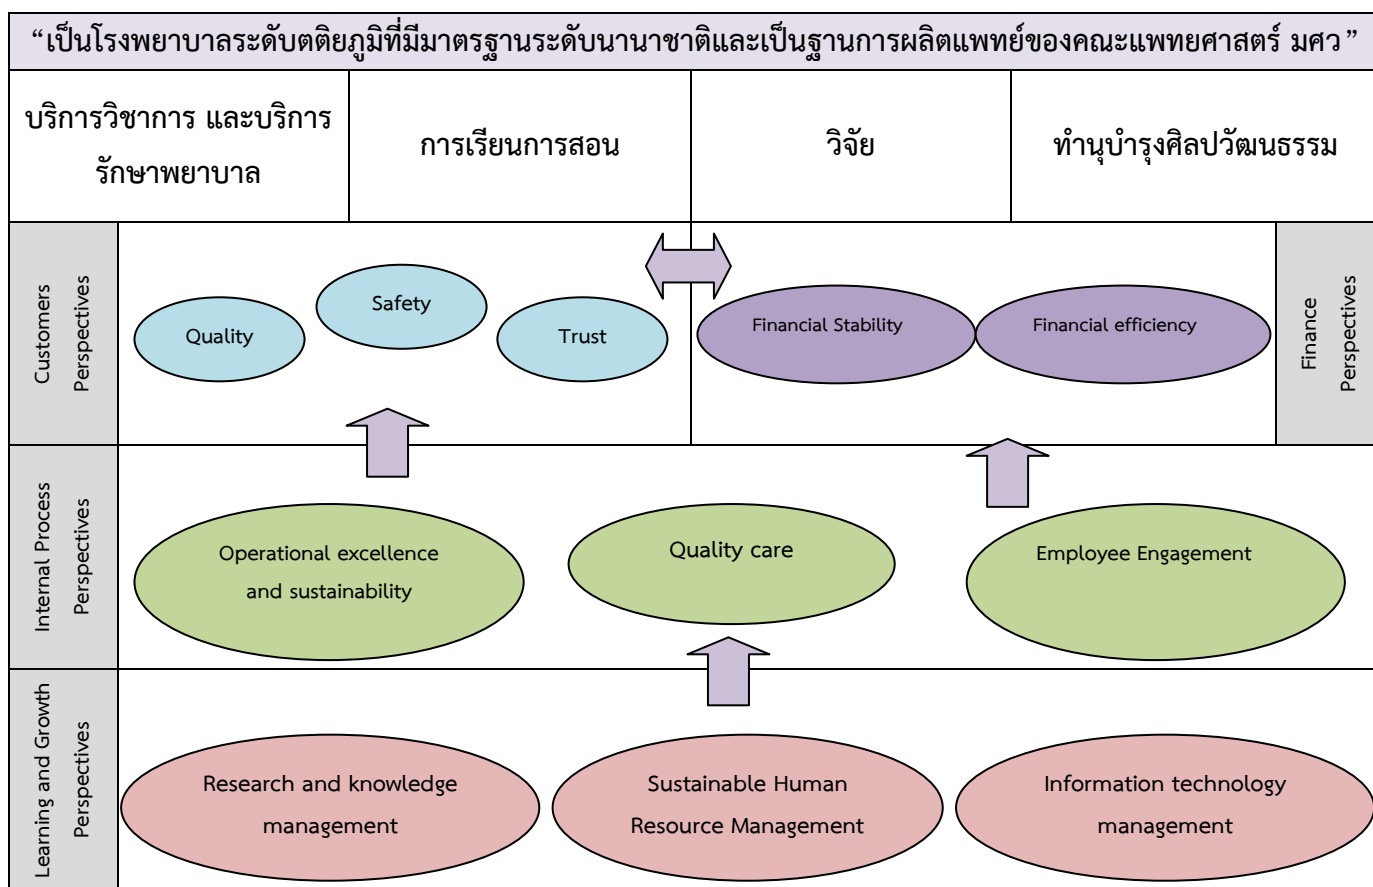 “เป็นโรงพยาบาลระดับตติยภูมิที่มีมาตรฐานระดับนานาชาติและเป็นฐานการผลิตแพทย์ของคณะแพทยศาสตร์ มศว”
บริการวิชาการ และบริการ
รักษาพยาบาล
การเรียนการสอน
วิจัย
ทำนุบำรุงศิลปวัฒนธรรม
Customers
Perspectives
Quality
Safety
Trust
Financial Stability
Financial efficiency
Finance
Perspectives
Internal Process
Perspectives
Operational excellence
and sustainability
Quality care
Employee Engagement
Learning and Growth
Perspectives
Research and knowledge
management
Sustainable Human
Resource Management
Information technology
management